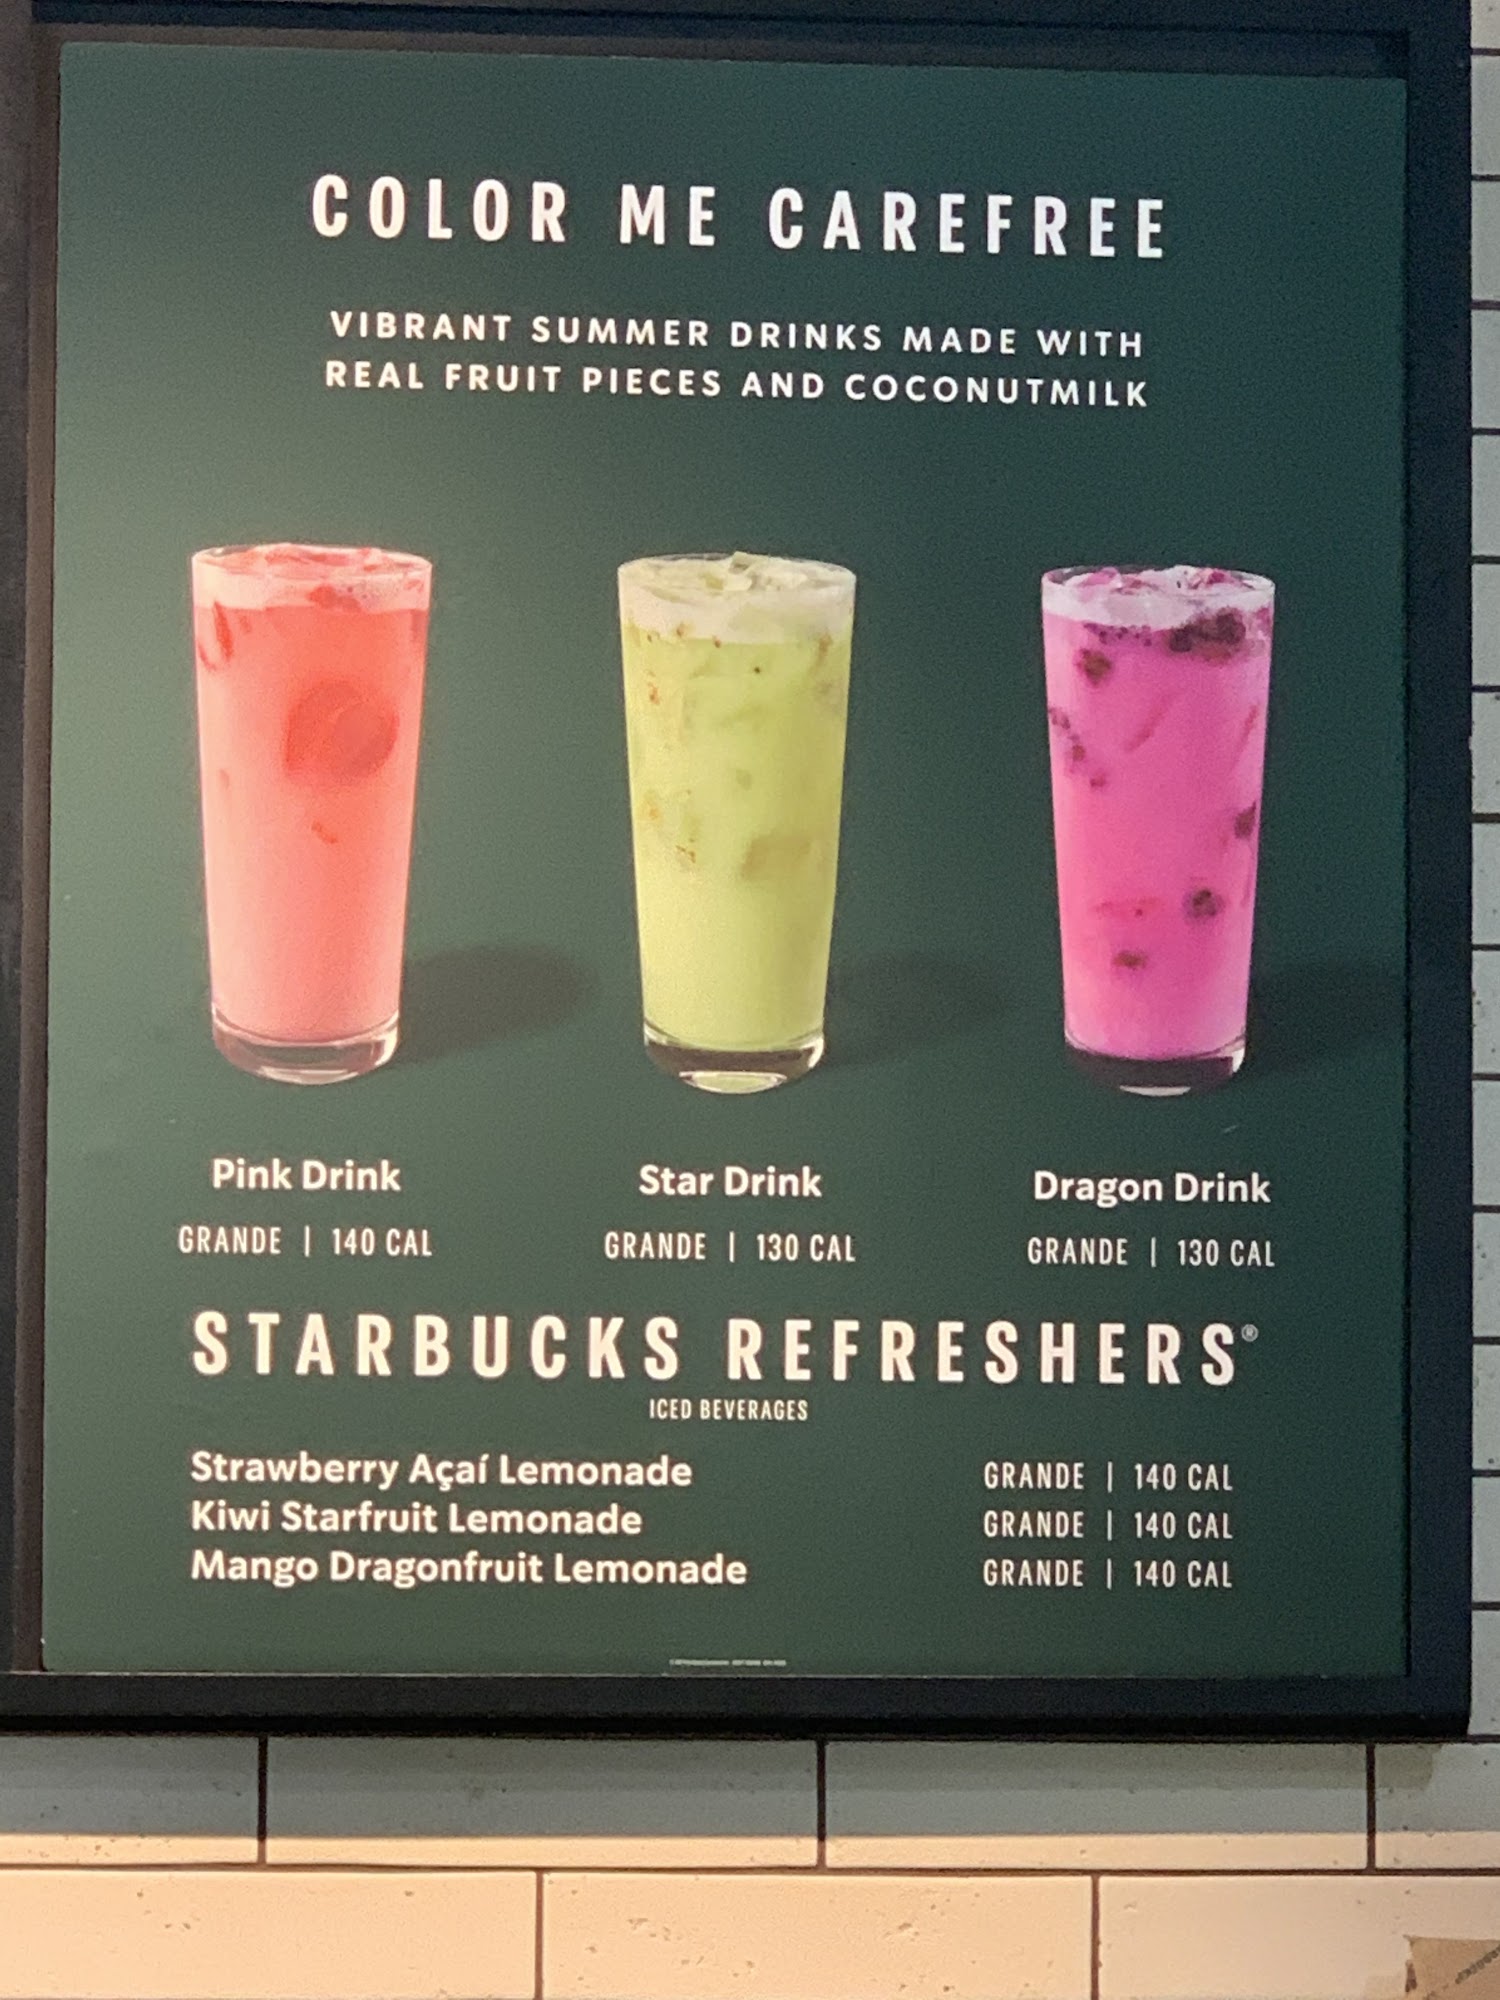 COLOR ME CAREFREE
VIBRANT SUMMER DRINKS MADE WITH
REAL FRUIT PIECES AND COCONUTMILK
Pink Drink
GRANDE | 140 CAL
Star Drink
GRANDE | 130 CAL
Dragon Drink
GRANDE | 130 CAL
STARBUCKS REFRESHERS®
ICED BEVERAGES
Strawberry Açaí Lemonade GRANDE | 140 CAL
Kiwi Starfruit Lemonade GRANDE | 140 CAL
Mango Dragonfruit Lemonade GRANDE | 140 CAL